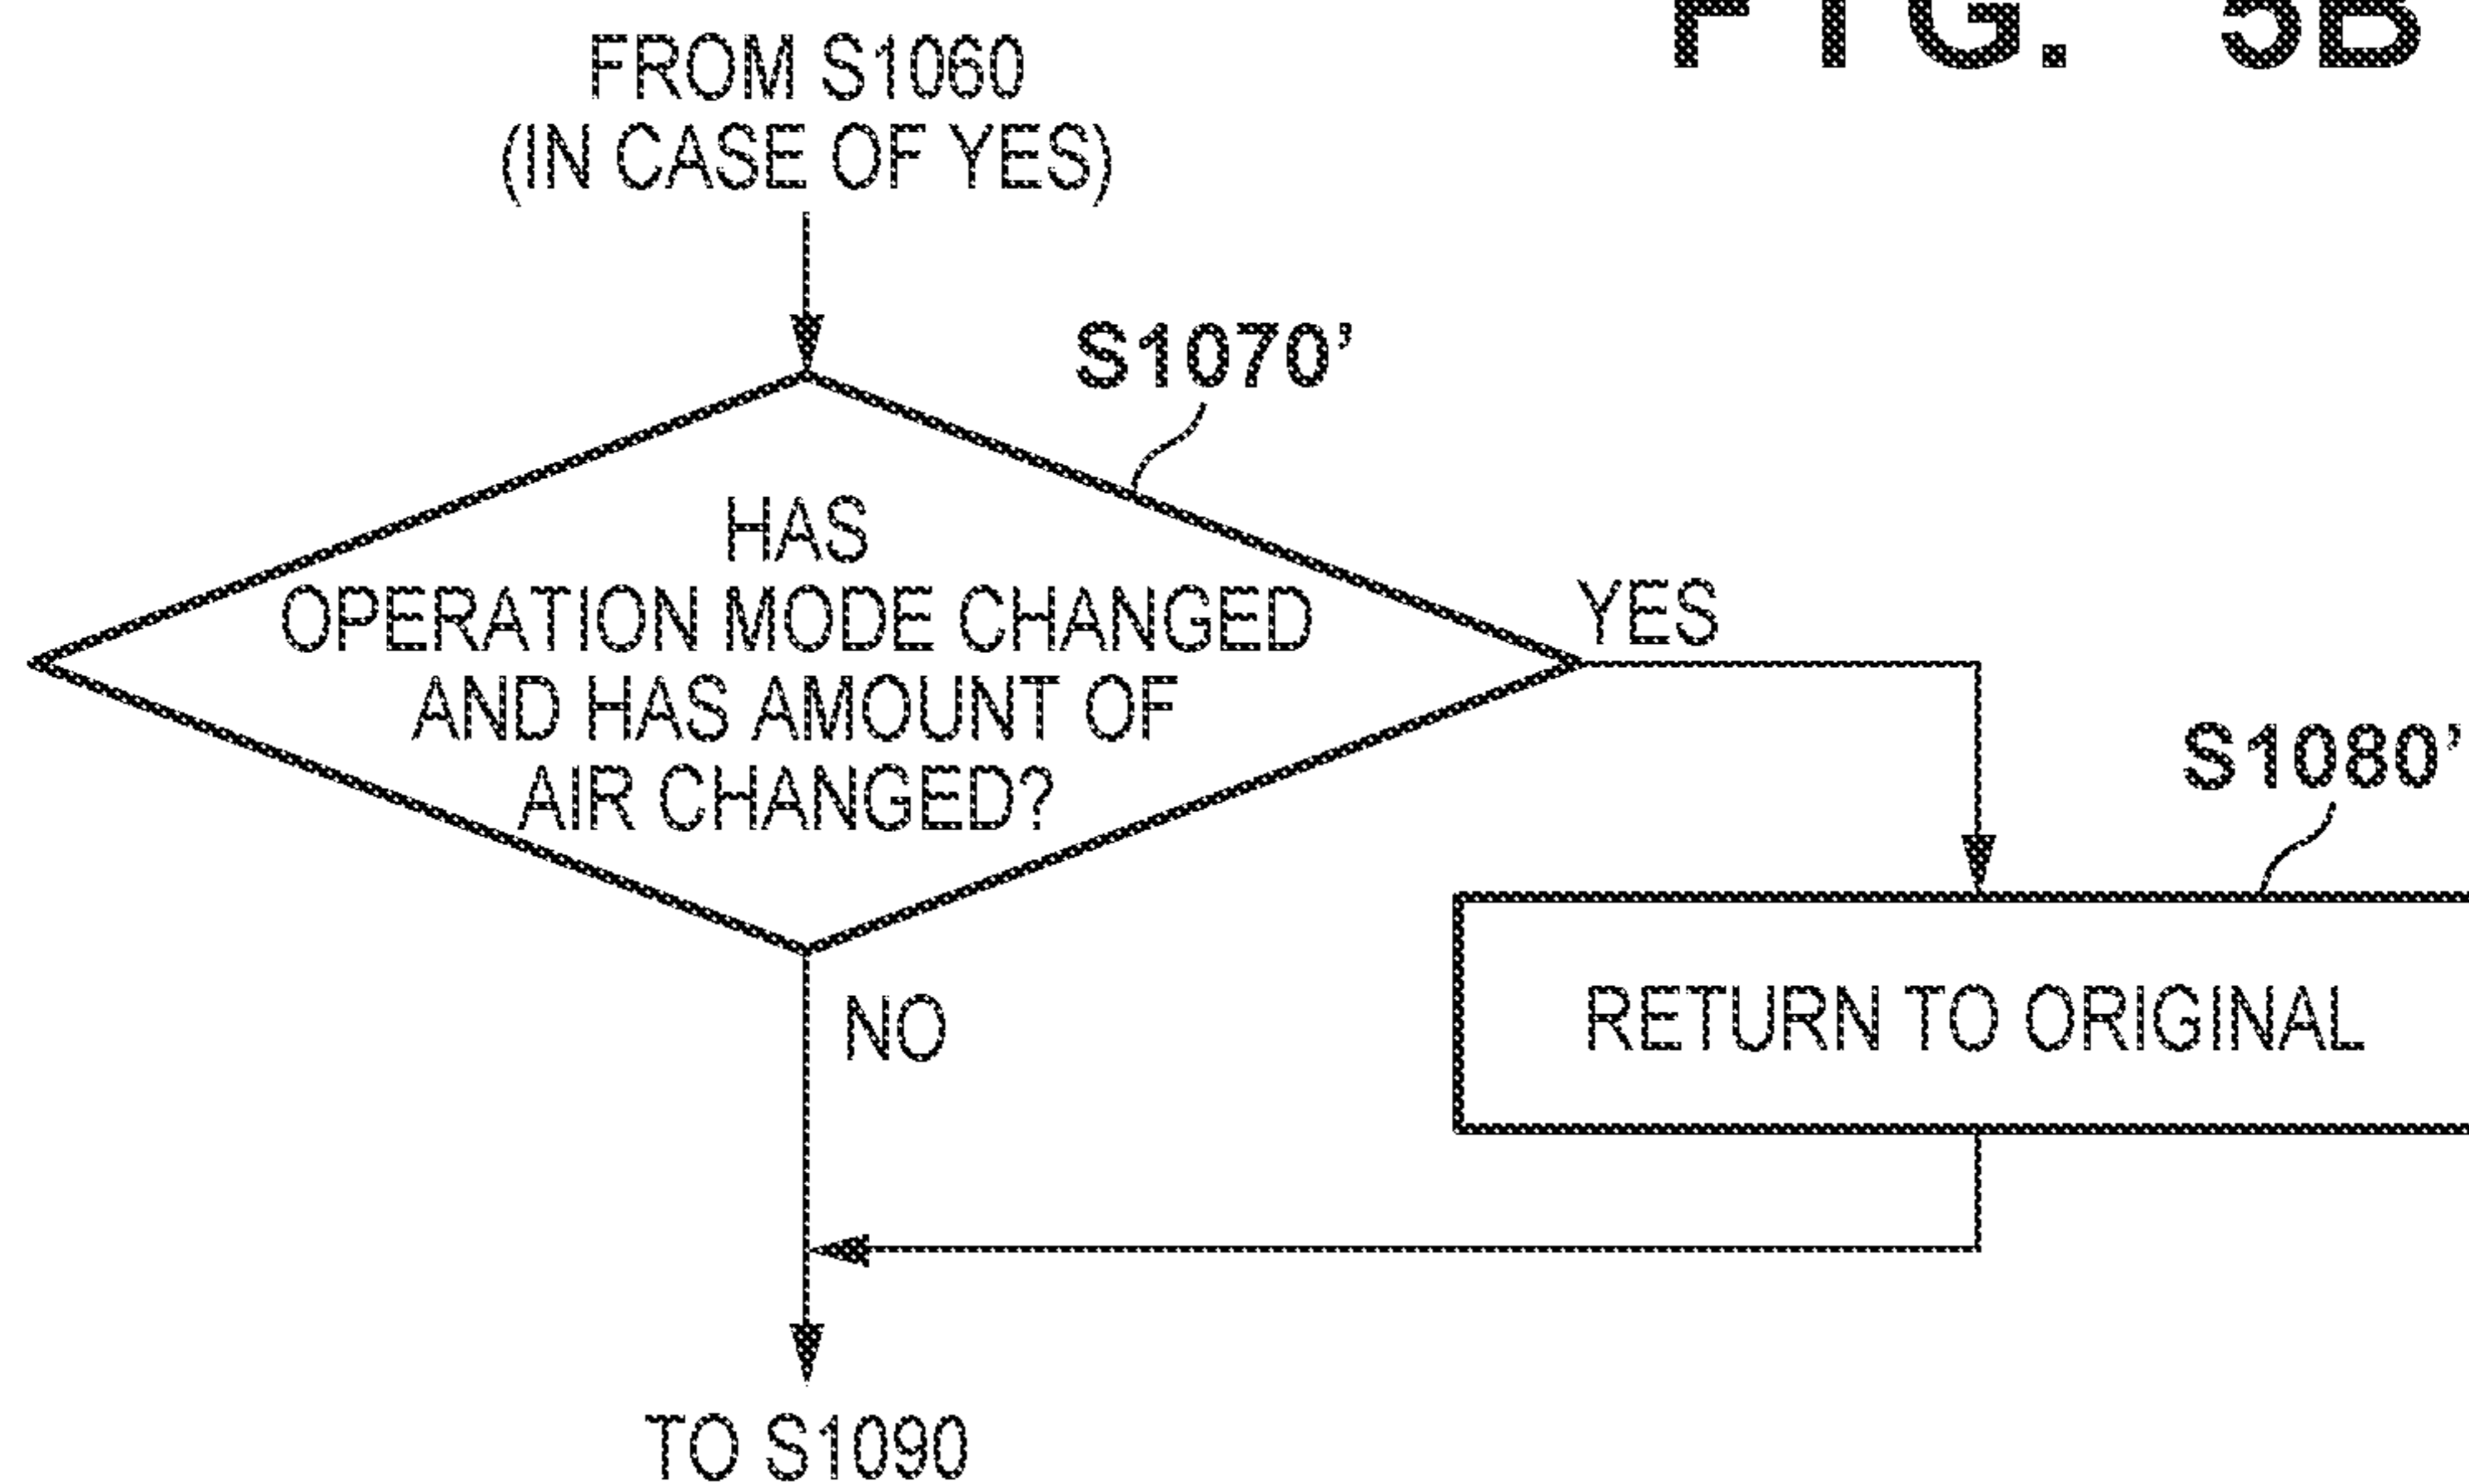 FIG. 5B
FROM S1060
(IN CASE OF YES)
S1070'
HAS
OPERATION MODE CHANGED
AND HAS AMOUNT OF
AIR CHANGED?
YES
S1080'
RETURN TO ORIGINAL
NO
TO S1090